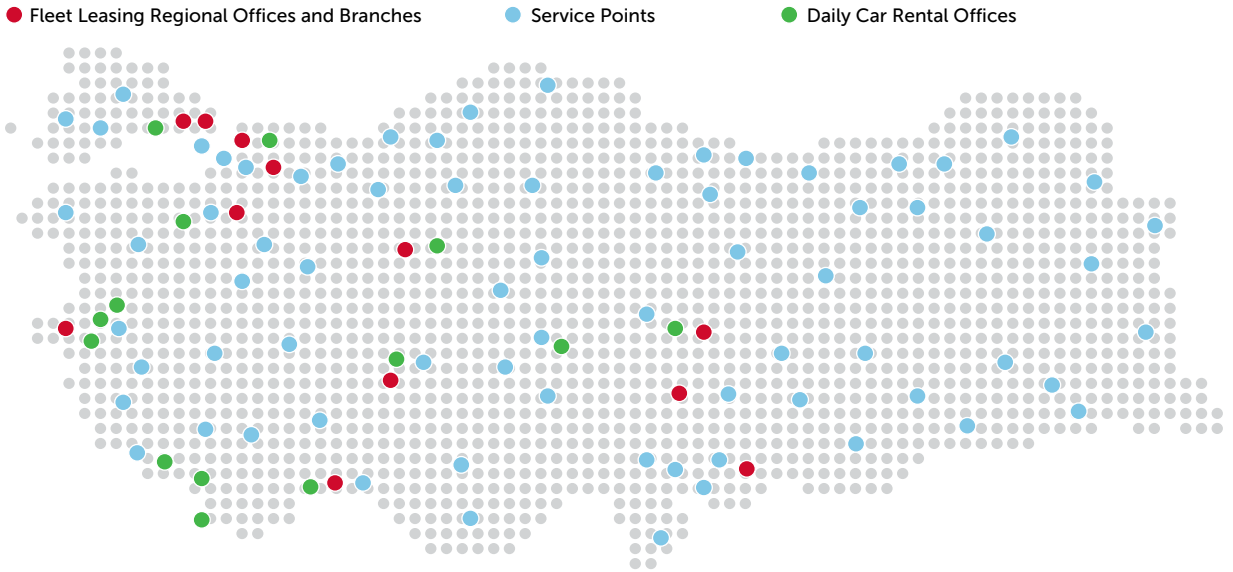 Fleet Leasing Regional Offices and Branches
Service Points
Daily Car Rental Offices